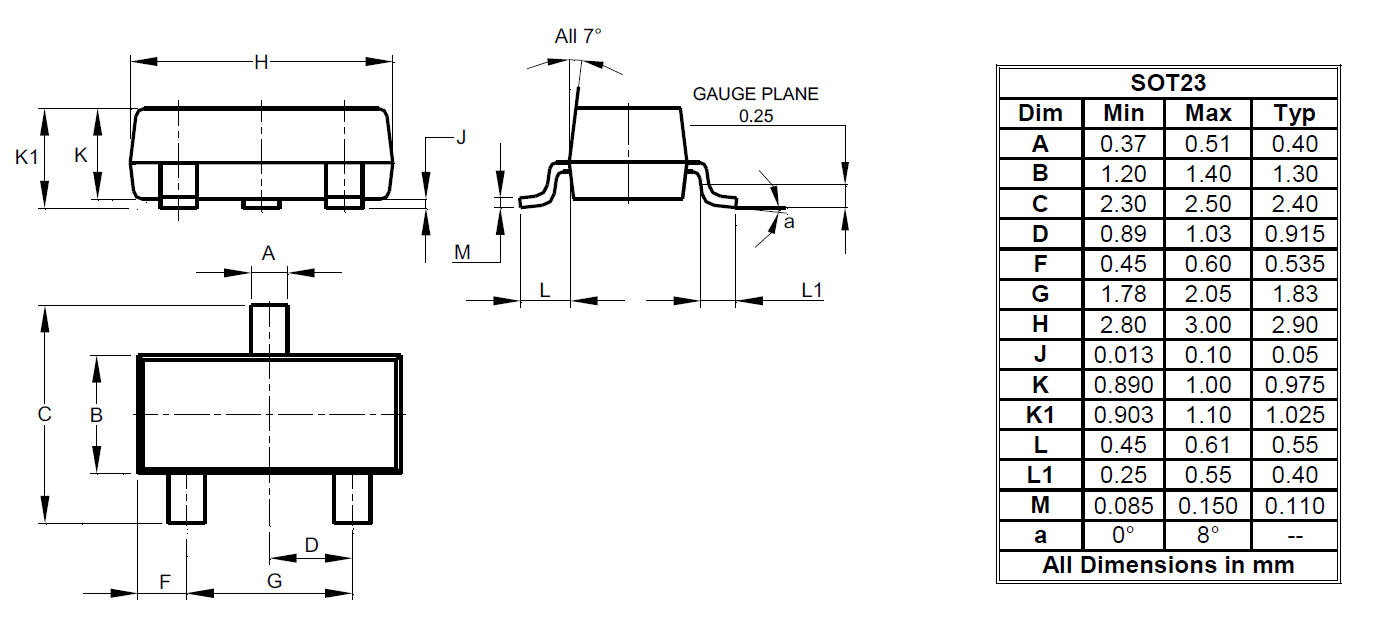 All 7°
H
GAUGE PLANE
0.25
J
K1
K
a
M
A
L
L1
C
B
D
F
G
SOT23
Dim Min Max Typ
A 0.37 0.51 0.40
B 1.20 1.40 1.30
C 2.30 2.50 2.40
D 0.89 1.03 0.915
F 0.45 0.60 0.535
G 1.78 2.05 1.83
H 2.80 3.00 2.90
J 0.013 0.10 0.05
K 0.890 1.00 0.975
K1 0.903 1.10 1.025
L 0.45 0.61 0.55
L1 0.25 0.55 0.40
M 0.085 0.150 0.110
a 0° 8° --
All Dimensions in mm